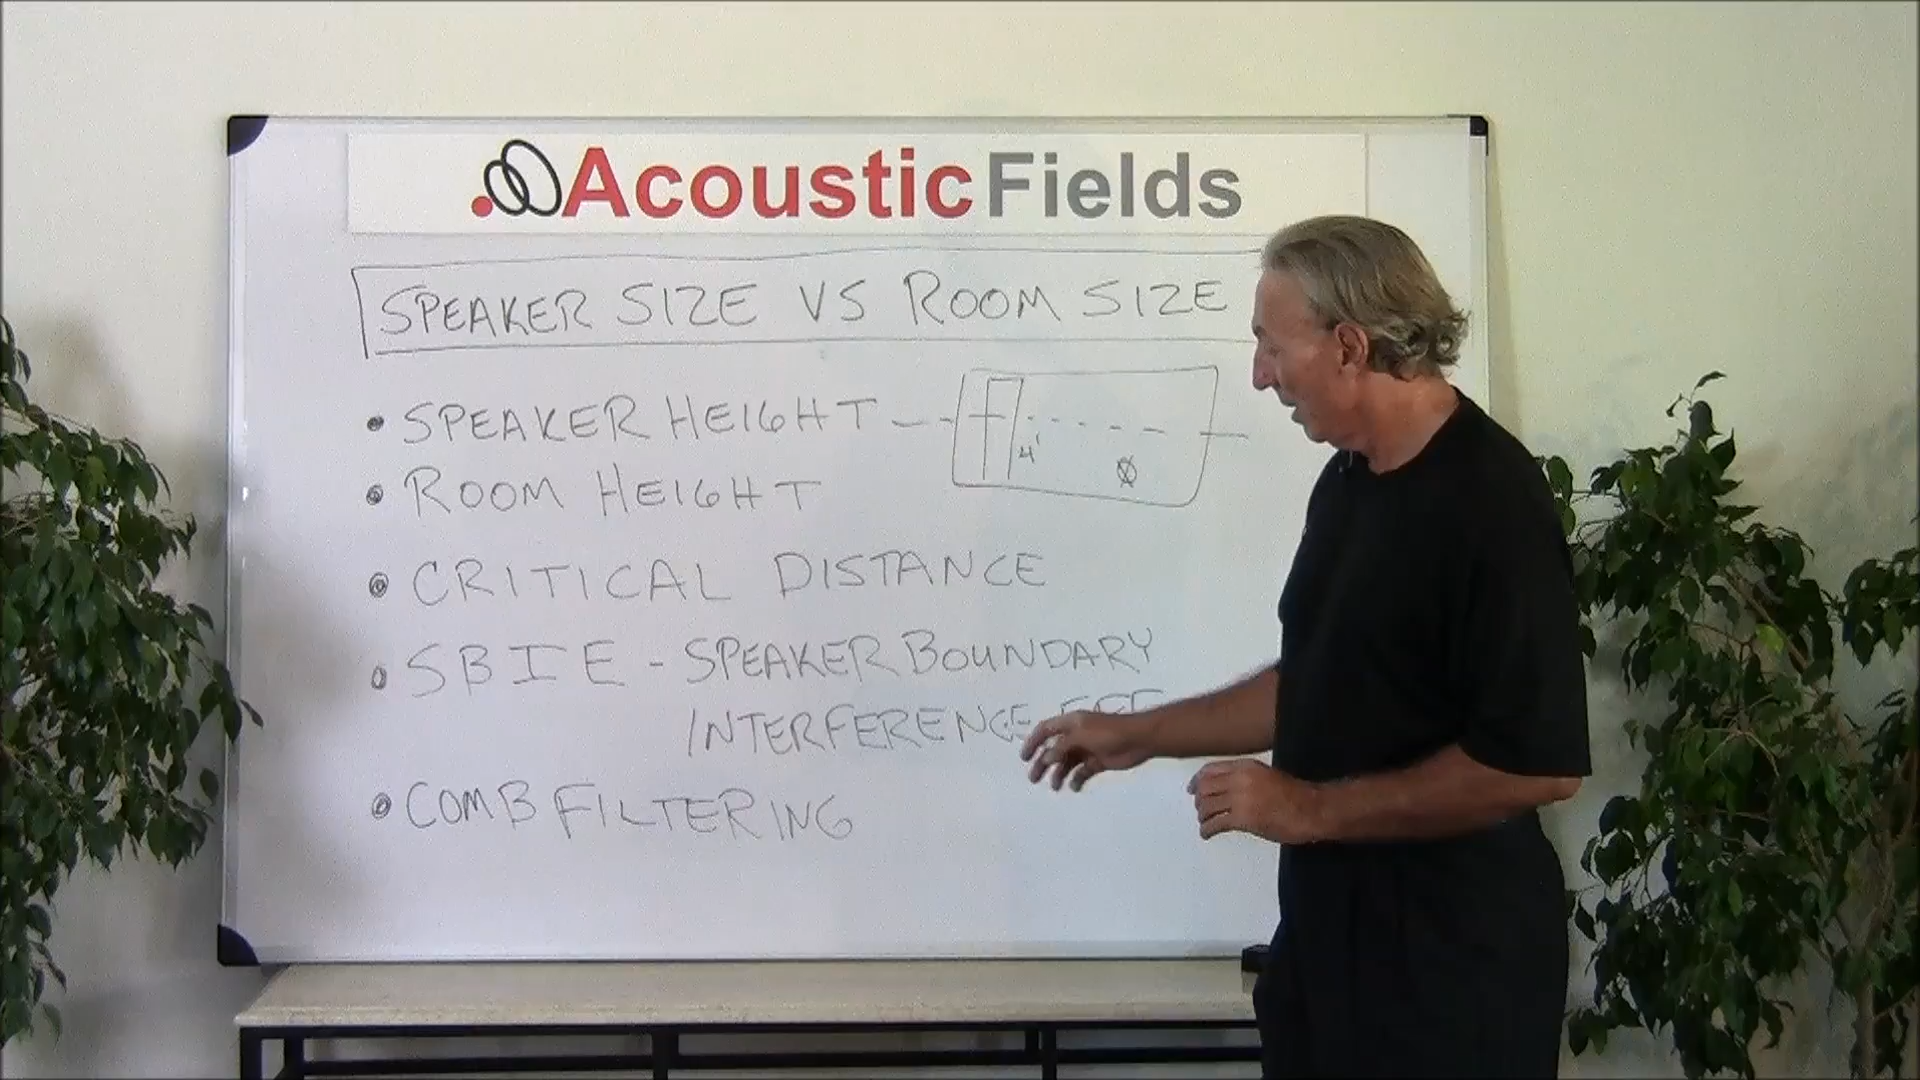 AcousticFields
SPEAKER SIZE VS ROOM SIZE
• SPEAKER HEIGHT
4'
• ROOM HEIGHT
• CRITICAL DISTANCE
• SBIE - SPEAKER BOUNDARY
INTERFERENCE
• COMB FILTERING